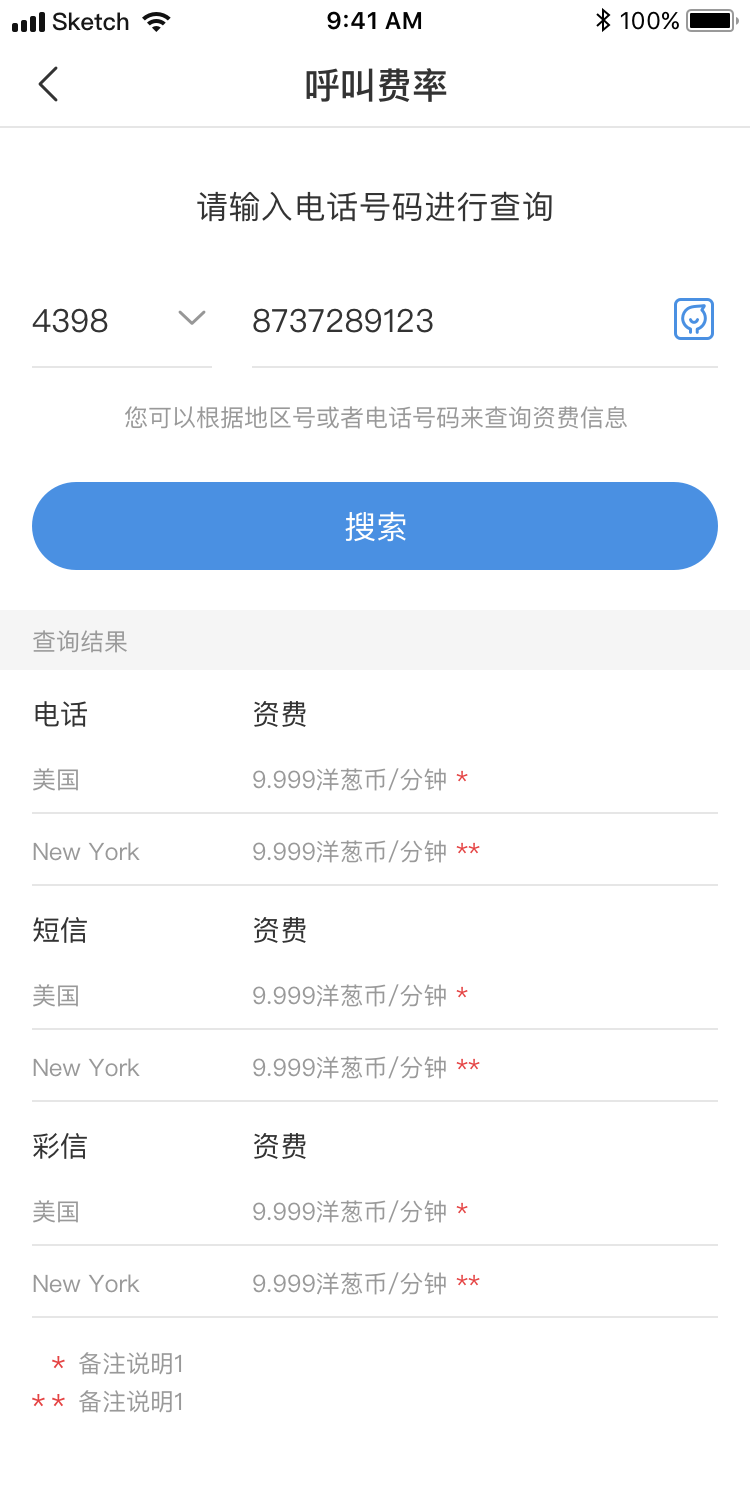 Sketch 9:41 AM 100%
呼叫费率
请输入电话号码进行查询
4398 8737289123
您可以根据地区号或者电话号码来查询资费信息
搜索
查询结果
电话 资费
美国 9.999洋葱币/分钟 *
New York 9.999洋葱币/分钟 **
短信 资费
美国 9.999洋葱币/分钟 *
New York 9.999洋葱币/分钟 **
彩信 资费
美国 9.999洋葱币/分钟 *
New York 9.999洋葱币/分钟 **
* 备注说明1
** 备注说明1